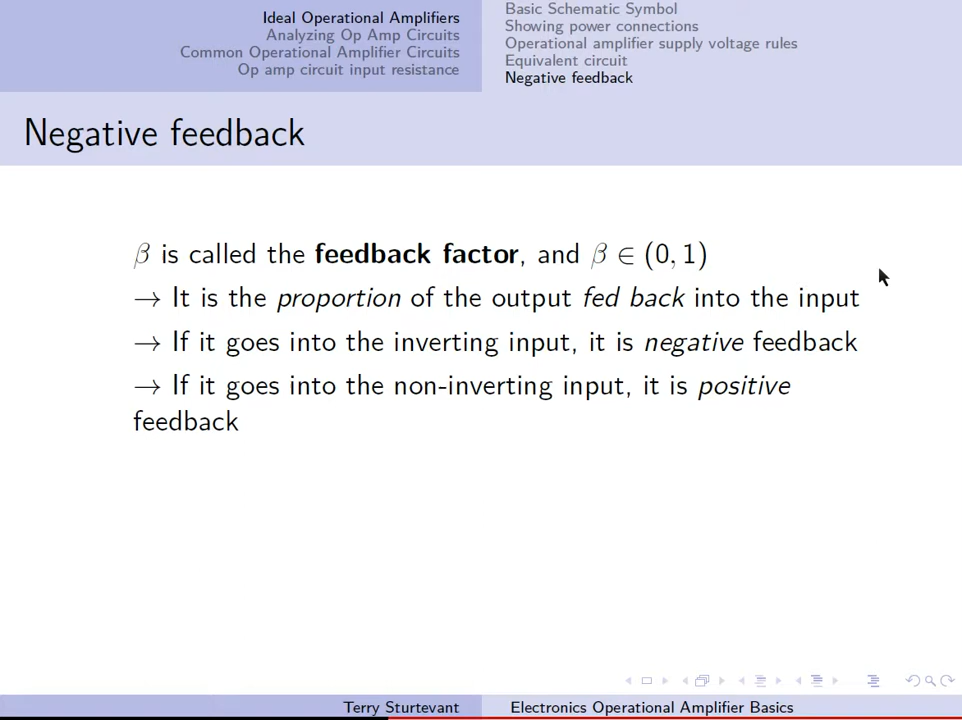 Ideal Operational Amplifiers
Analyzing Op Amp Circuits
Common Operational Amplifier Circuits
Op amp circuit input resistance
Basic Schematic Symbol
Showing power connections
Operational amplifier supply voltage rules
Equivalent circuit
Negative feedback
Negative feedback
β is called the feedback factor, and β ∈ (0, 1)
→ It is the proportion of the output fed back into the input
→ If it goes into the inverting input, it is negative feedback
→ If it goes into the non-inverting input, it is positive
feedback
Terry Sturtevant
Electronics Operational Amplifier Basics